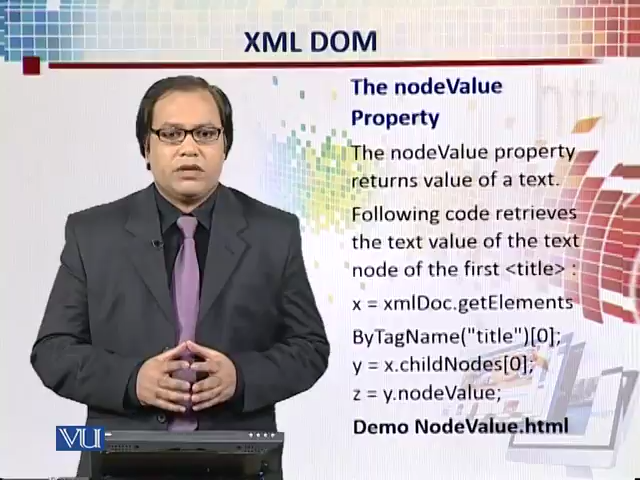 XML DOM
The nodeValue
Property
The nodeValue property
returns value of a text.
Following code retrieves
the text value of the text
node of the first <title> :
x = xmlDoc.getElements
ByTagName("title")[0];
y = x.childNodes[0];
z = y.nodeValue;
Demo NodeValue.html
VU
http